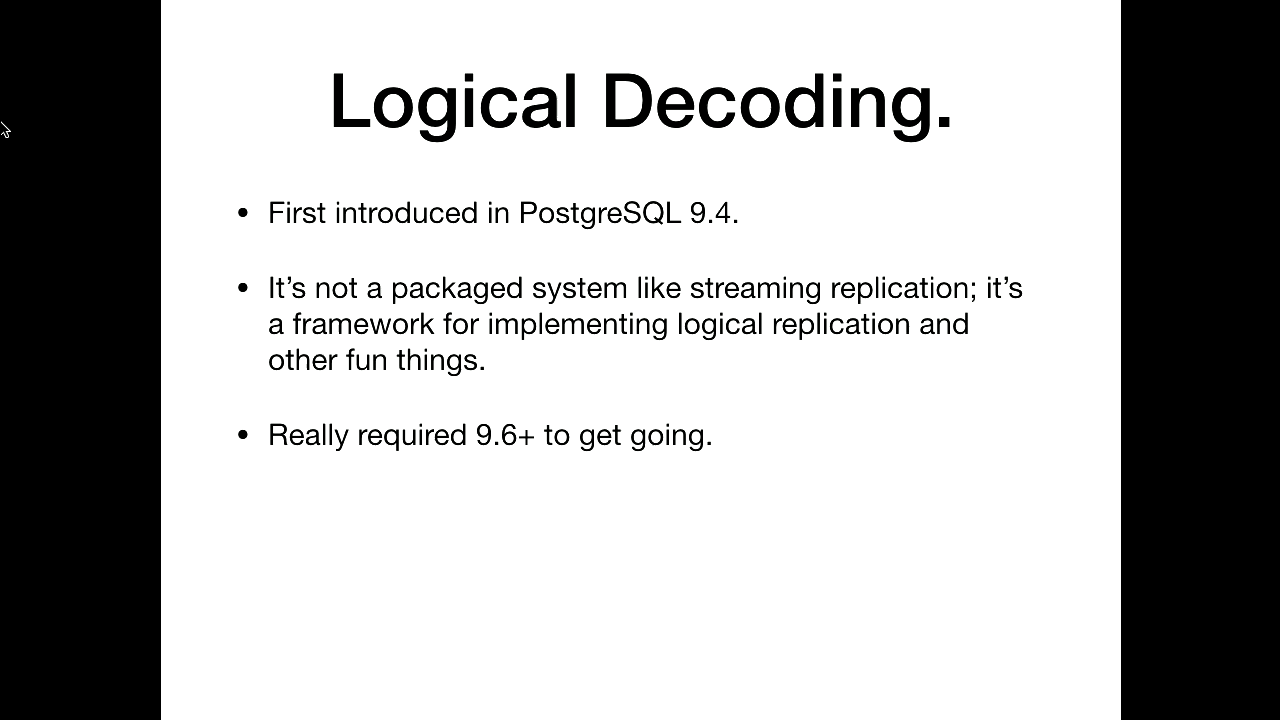 Logical Decoding.
• First introduced in PostgreSQL 9.4.
• It’s not a packaged system like streaming replication; it’s
a framework for implementing logical replication and
other fun things.
• Really required 9.6+ to get going.